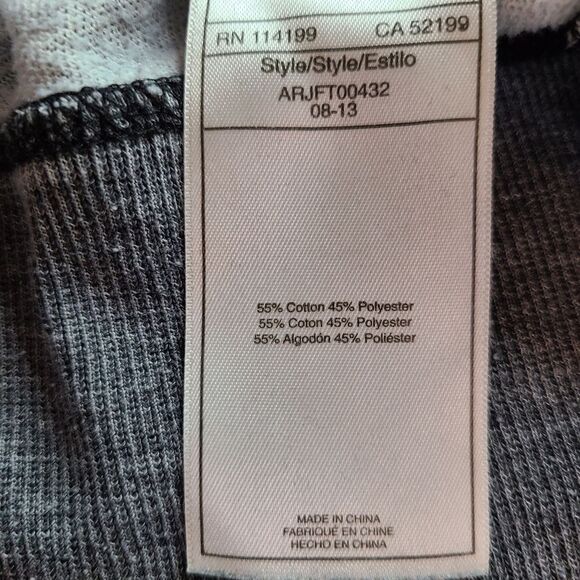 RN 114199 CA 52199
Style/Style/Estilo
ARJFT00432
08-13
55% Cotton 45% Polyester
55% Coton 45% Polyester
55% Algodón 45% Poliéster
MADE IN CHINA
FABRIQUÉ EN CHINE
HECHO EN CHINA